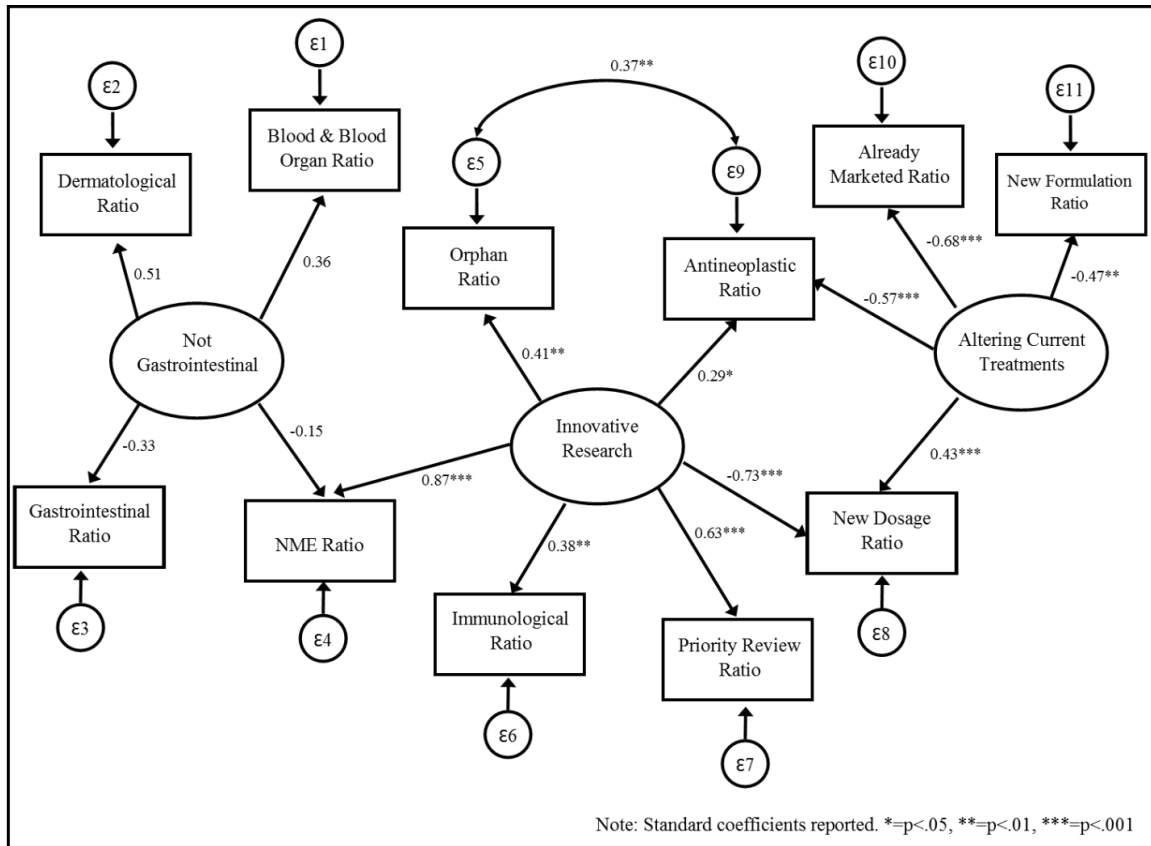 ε1
ε2
Blood & Blood
Organ Ratio
Dermatological
Ratio
0.51
0.36
Not
Gastrointestinal
-0.33
-0.15
Gastrointestinal
Ratio
NME Ratio
ε3
ε4
0.37**
ε5
ε9
Orphan
Ratio
Antineoplastic
Ratio
0.41**
0.29*
Innovative
Research
0.87***
0.38**
0.63***
-0.73***
Immunological
Ratio
Priority Review
Ratio
ε6
ε7
ε10
ε11
Already
Marketed Ratio
New Formulation
Ratio
-0.68***
-0.47**
-0.57***
Altering Current
Treatments
0.43***
New Dosage
Ratio
ε8
Note: Standard coefficients reported. *=p<.05, **=p<.01, ***=p<.001